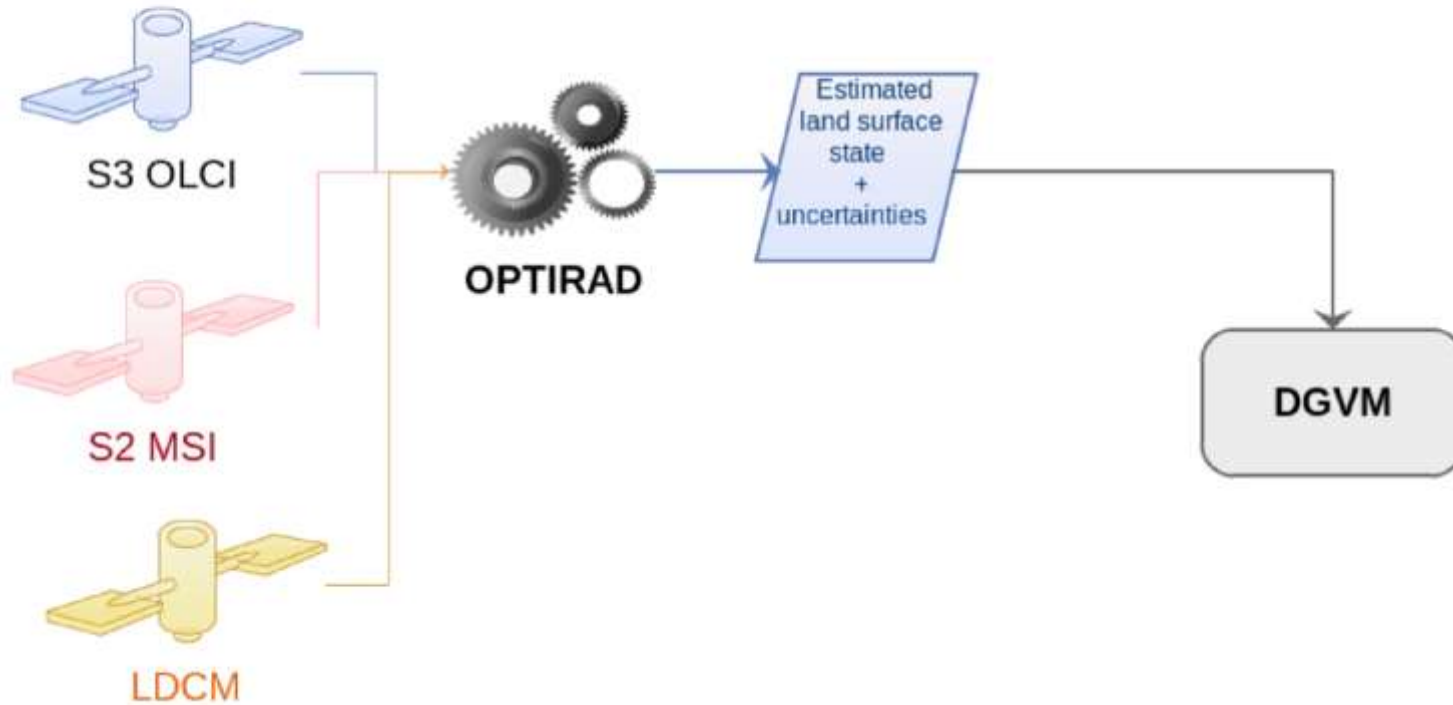 S3 OLCI
S2 MSI
LDCM
OPTIRAD
Estimated
land surface
state
+
uncertainties
DGVM